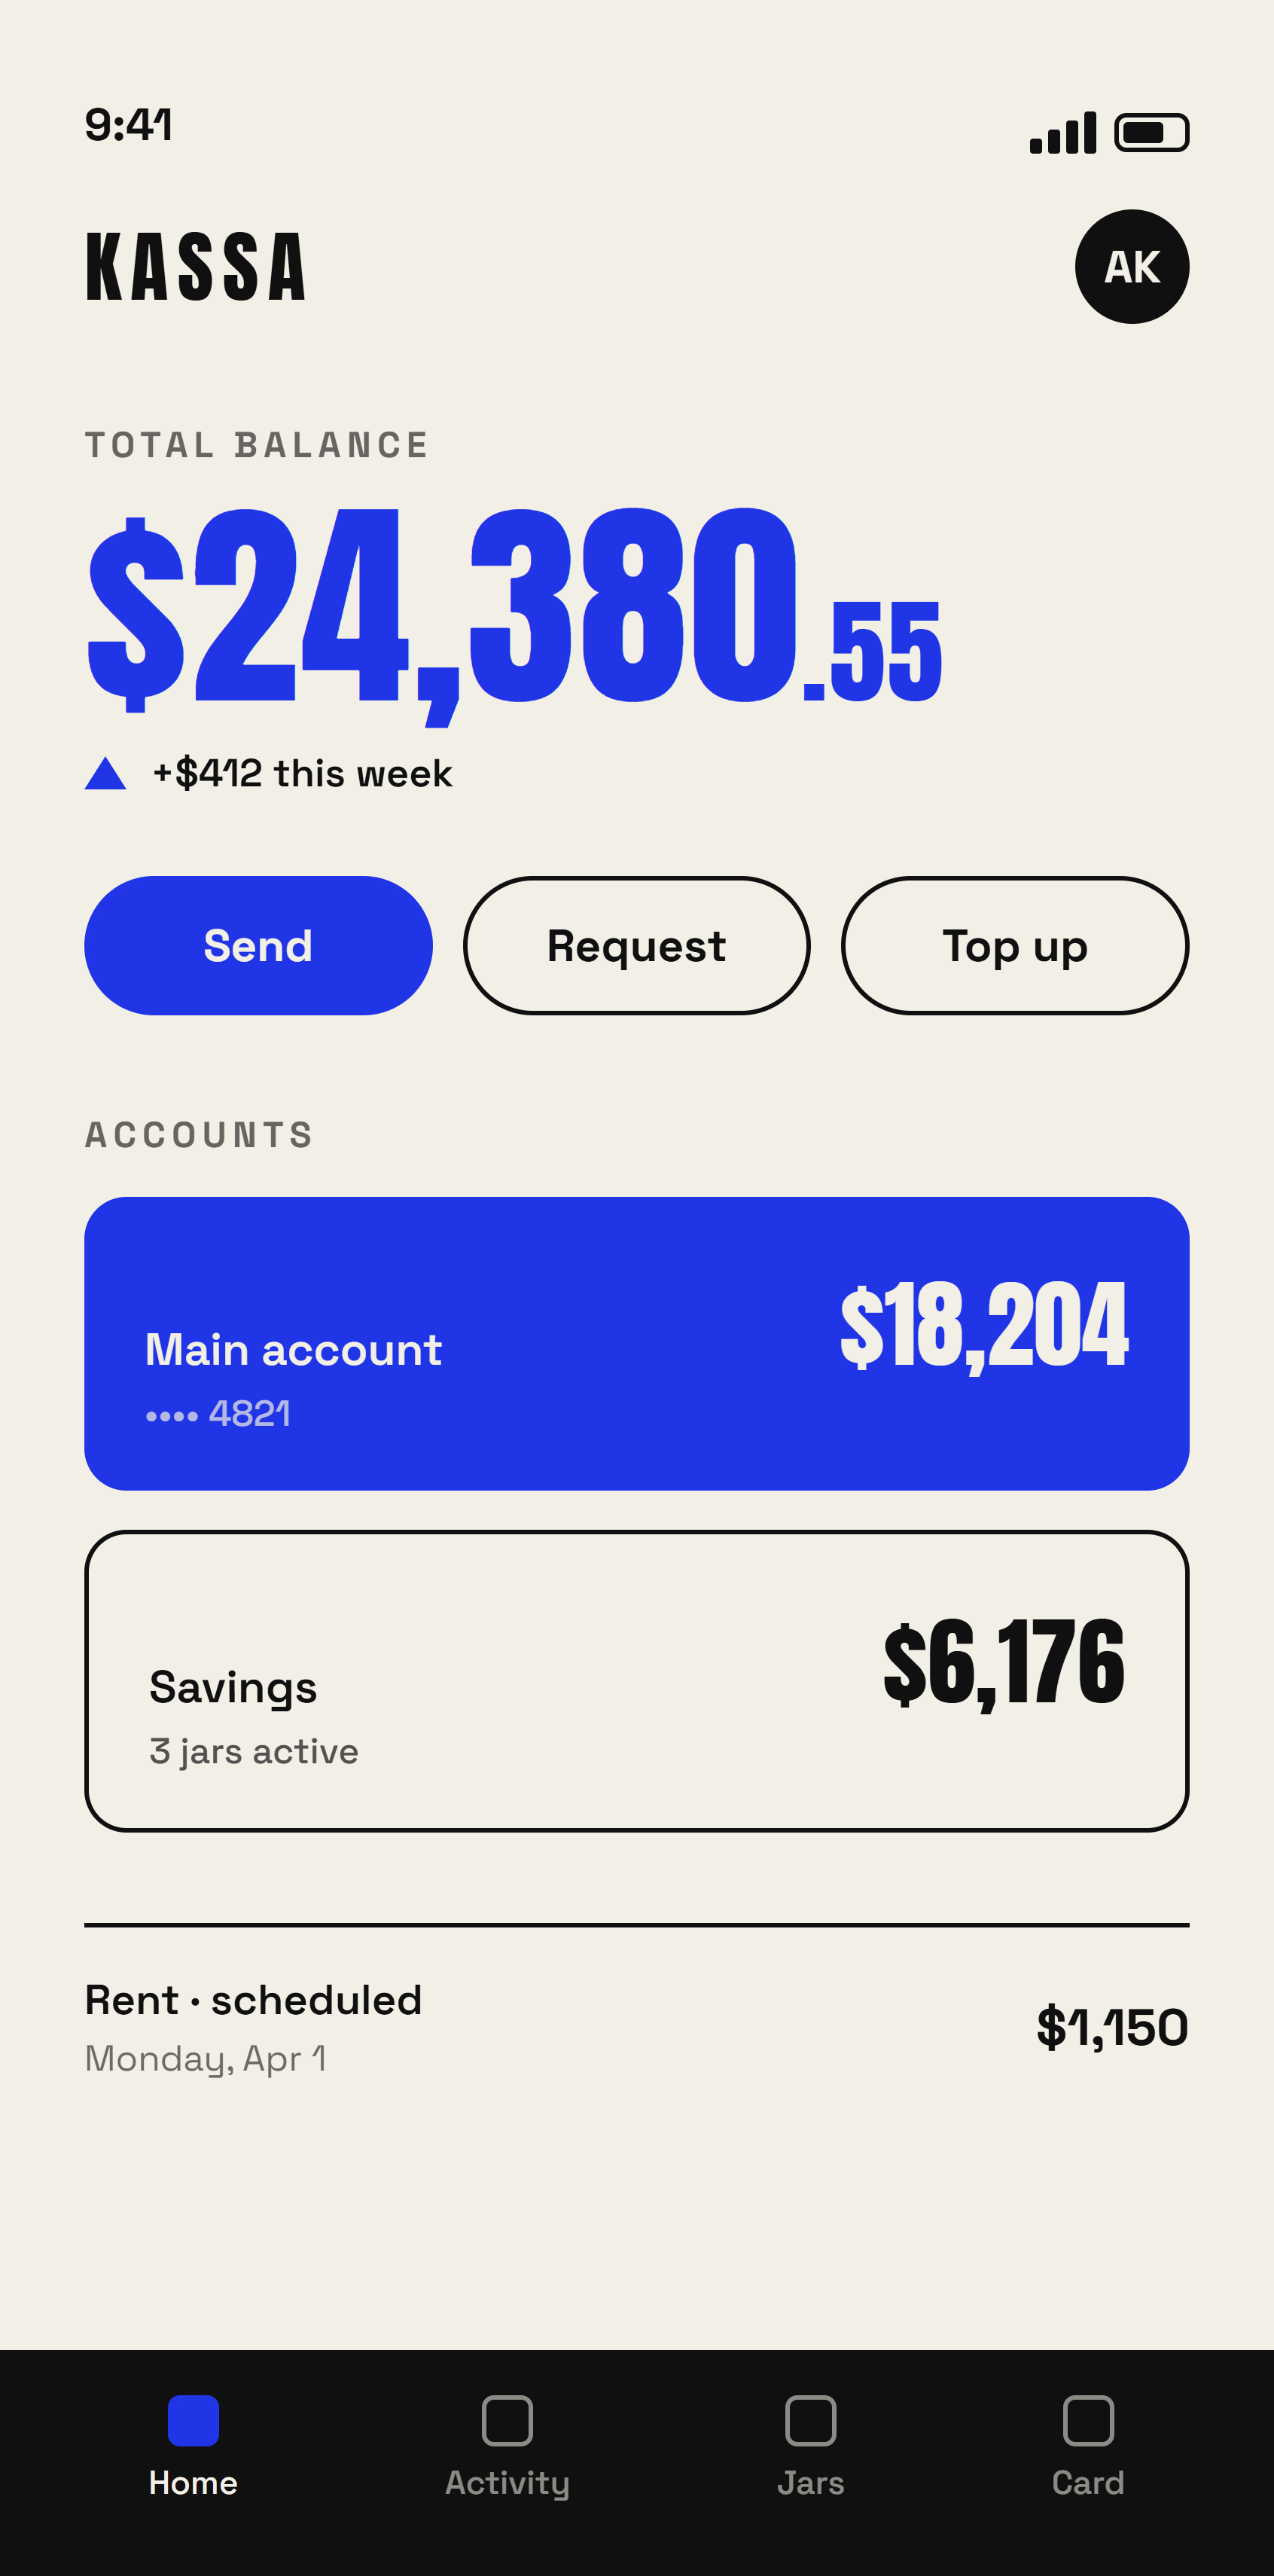 9:41
KASSA
AK
TOTAL BALANCE
$24,380.55
+$412 this week
Send
Request
Top up
ACCOUNTS
Main account
$18,204
•••• 4821
Savings
$6,176
3 jars active
Rent · scheduled
$1,150
Monday, Apr 1
Home
Activity
Jars
Card